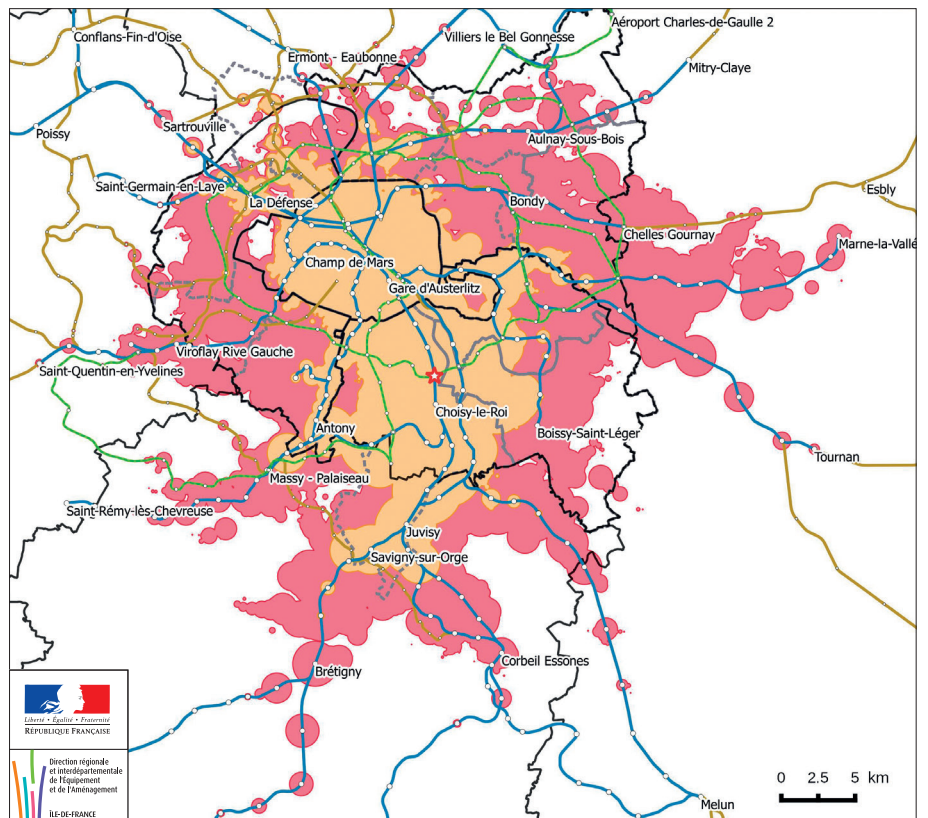 Aéroport Charles-de-Gaulle 2
Conflans-Fin-d'Oise
Villiers le Bel Gonnesse
Ermont - Eaubonne
Mitry-Claye
Poissy
Sartrouville
Aulnay-Sous-Bois
Saint-Germain-en-Laye
Esbly
La Défense
Bondy
Chelles Gournay
Marne-la-Vallé
Champ de Mars
Gare d'Austerlitz
Viroflay Rive Gauche
Saint-Quentin-en-Yvelines
Choisy-le-Roi
Antony
Boissy-Saint-Léger
Tournan
Massy - Palaiseau
Saint-Rémy-lès-Chevreuse
Juvisy
Savigny-sur-Orge
Corbeil Essones
Brétigny
Liberté • Égalité • Fraternité
RÉPUBLIQUE FRANÇAISE
Direction régionale
et interdépartementale
de l'Équipement
et de l'Aménagement
ÎLE-DE-FRANCE
0 2.5 5 km
Melun